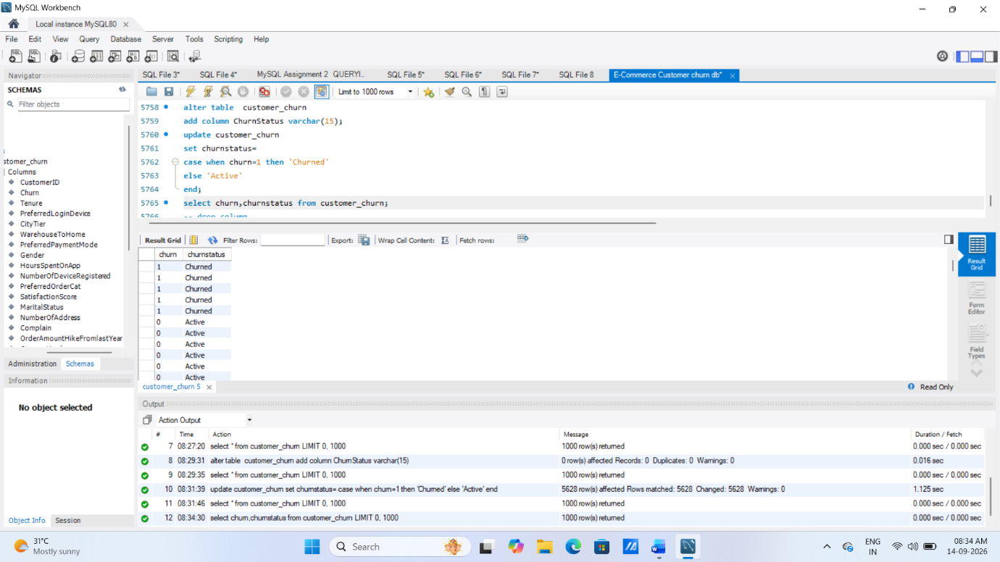 MySQL Workbench
Local instance MySQL80
File Edit View Query Database Server Tools Scripting Help
Navigator
SCHEMAS
Filter objects
stomer_churn
Columns
CustomerID
Churn
Tenure
PreferredLoginDevice
CityTier
WarehouseToHome
PreferredPaymentMode
Gender
HoursSpentOnApp
NumberOfDeviceRegistered
PreferredOrderCat
SatisfactionScore
MaritalStatus
NumberOfAddress
Complain
OrderAmountHikeFromlastYear
Administration Schemas
Information
No object selected
Object Info Session
SQL File 3* SQL File 4* MySQL Assignment 2 QUERYI... SQL File 5* SQL File 6* SQL File 7* SQL File 8 E-Commerce Customer churn db*
Limit to 1000 rows
5758 alter table customer_churn
5759 add column ChurnStatus varchar(15);
5760 update customer_churn
5761 set churnstatus=
5762 case when churn=1 then 'Churned'
5763 else 'Active'
5764 end;
5765 select churn,churnstatus from customer_churn;
5766 -- drop column
Result Grid Filter Rows: Export: Wrap Cell Content: Fetch rows:
churn churnstatus
1 Churned
1 Churned
1 Churned
1 Churned
1 Churned
0 Active
0 Active
0 Active
0 Active
0 Active
0 Active
Result Grid
Form Editor
Field Types
customer_churn 5
Read Only
Output
Action Output
# Time Action Message Duration / Fetch
7 08:27:20 select * from customer_churn LIMIT 0, 1000 1000 row(s) returned 0.000 sec / 0.000 sec
8 08:29:31 alter table customer_churn add column ChurnStatus varchar(15) 0 row(s) affected Records: 0 Duplicates: 0 Warnings: 0 0.016 sec
9 08:29:35 select * from customer_churn LIMIT 0, 1000 1000 row(s) returned 0.000 sec / 0.000 sec
10 08:31:39 update customer_churn set churnstatus= case when churn=1 then 'Churned' else 'Active' end 5628 row(s) affected Rows matched: 5628 Changed: 5628 Warnings: 0 1.125 sec
11 08:31:46 select * from customer_churn LIMIT 0, 1000 1000 row(s) returned 0.000 sec / 0.000 sec
12 08:34:30 select churn,churnstatus from customer_churn LIMIT 0, 1000 1000 row(s) returned 0.000 sec / 0.000 sec
31°C
Mostly sunny
Search
ENG
IN
08:34 AM
14-09-2026